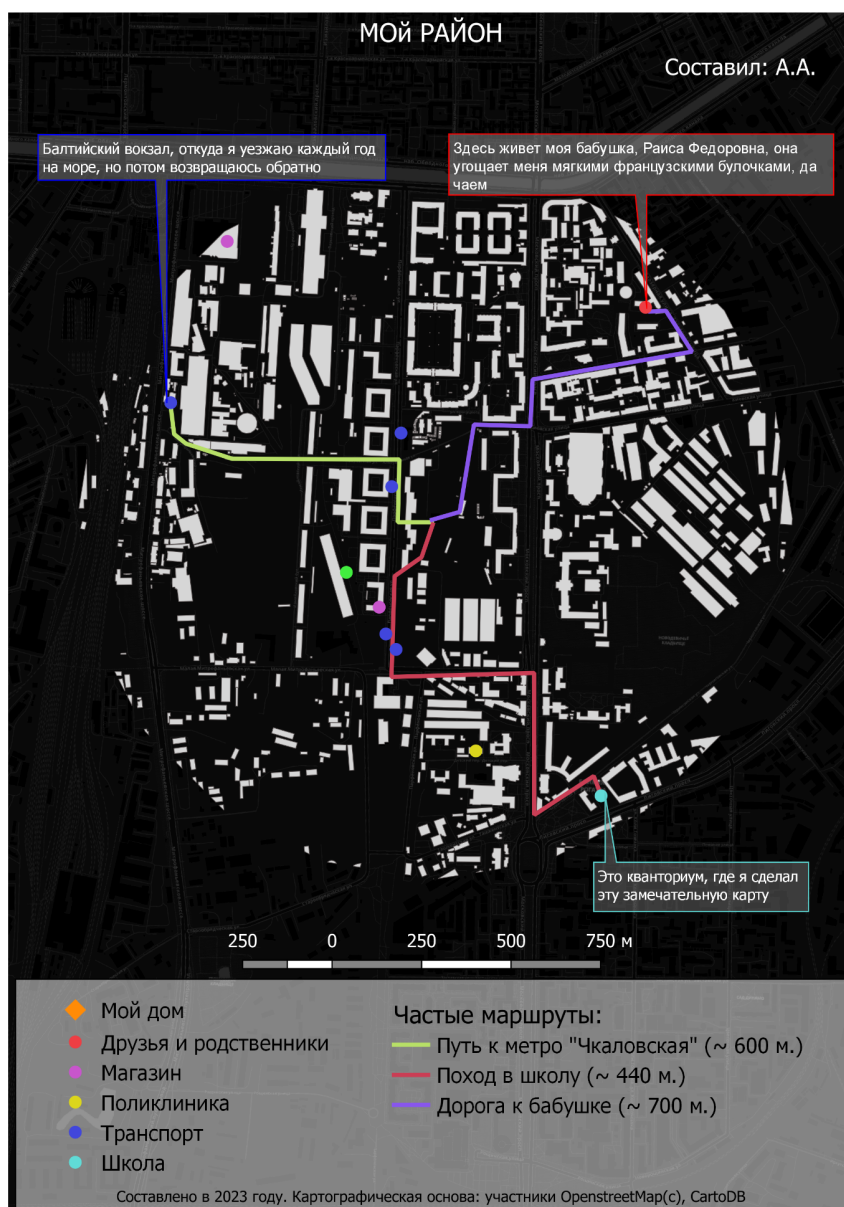 МОй РАЙОН
Составил: А.А.
Балтийский вокзал, откуда я уезжаю каждый год
на море, но потом возвращаюсь обратно
Здесь живет моя бабушка, Раиса Федоровна, она
угощает меня мягкими французскими булочками, да
чаем
Это кванториум, где я сделал
эту замечательную карту
250 0 250 500 750 м
Мой дом
Друзья и родственники
Магазин
Поликлиника
Транспорт
Школа
Частые маршруты:
Путь к метро "Чкаловская" (~ 600 м.)
Поход в школу (~ 440 м.)
Дорога к бабушке (~ 700 м.)
Составлено в 2023 году. Картографическая основа: участники OpenstreetMap(c), CartoDB